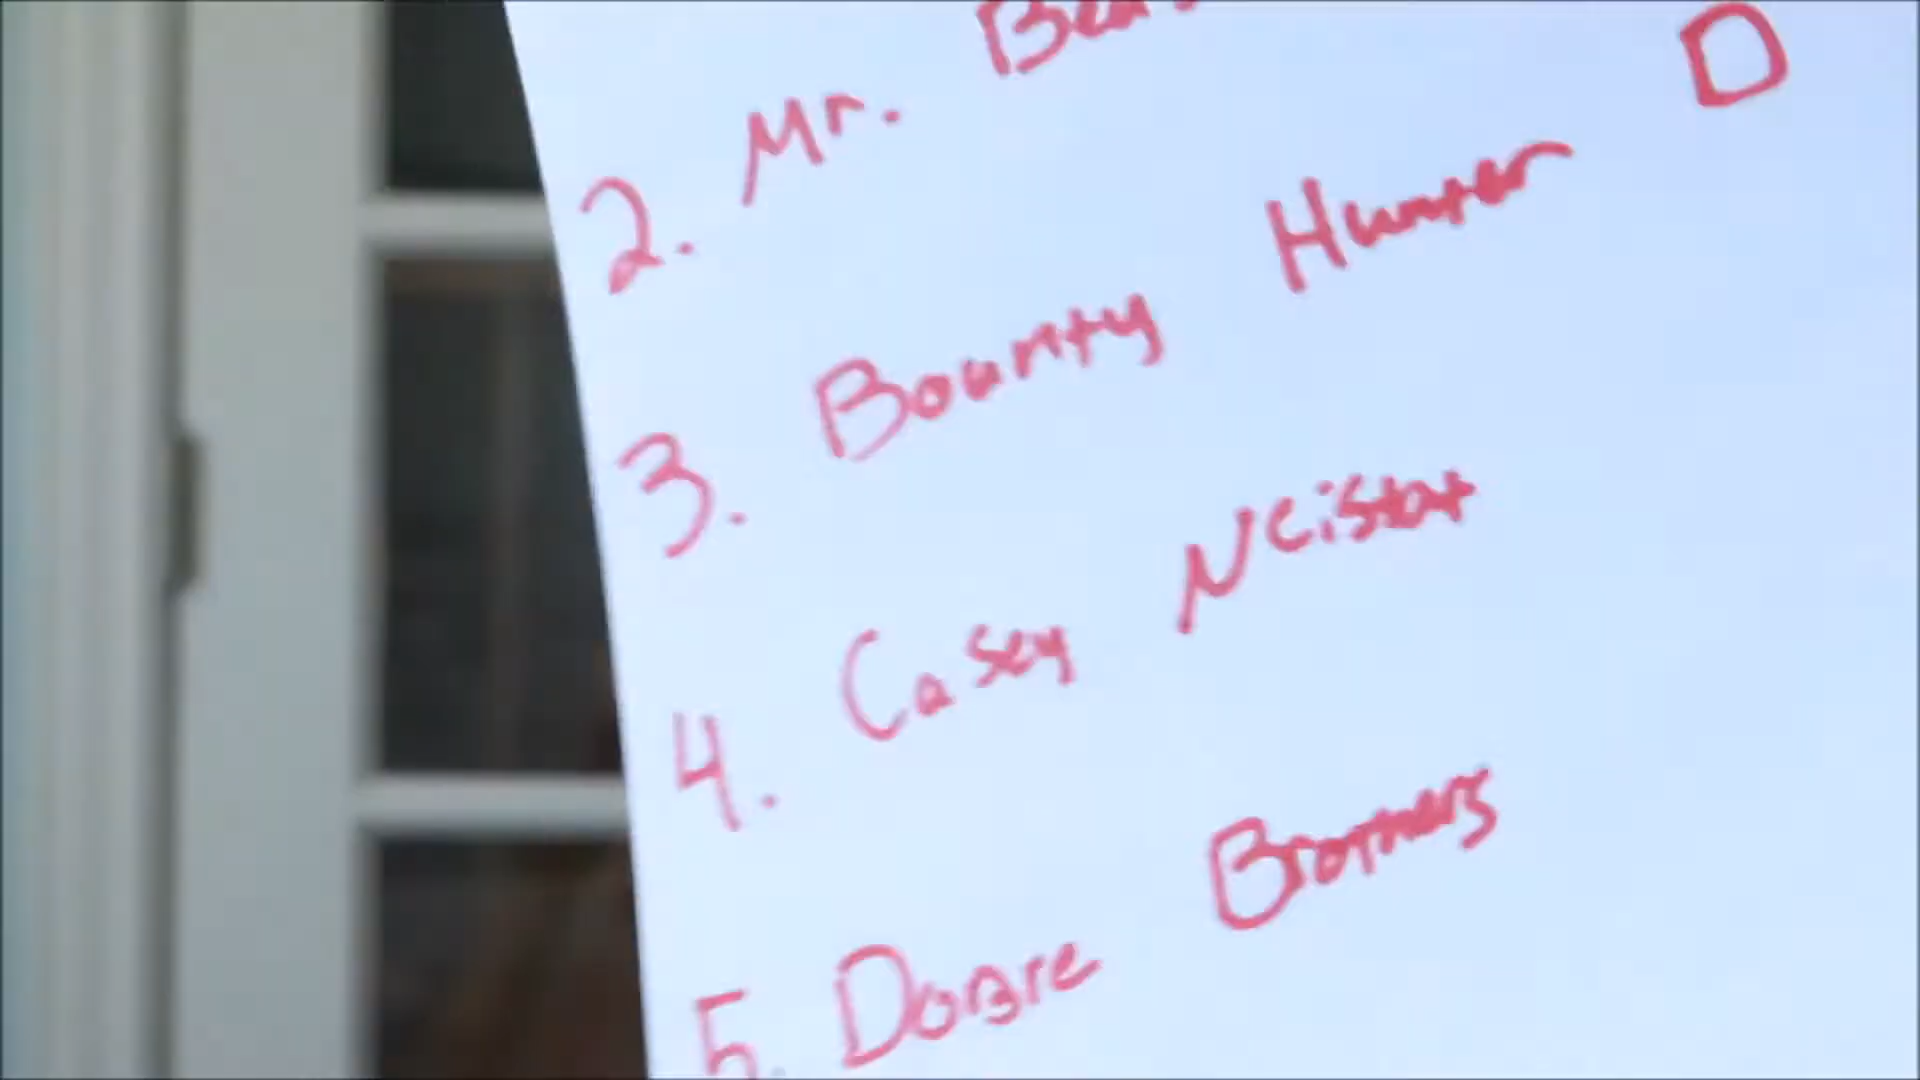 2. Mr.
3. Bounty Hunter D
4. Casey Neistat
5. Dobre Brothers